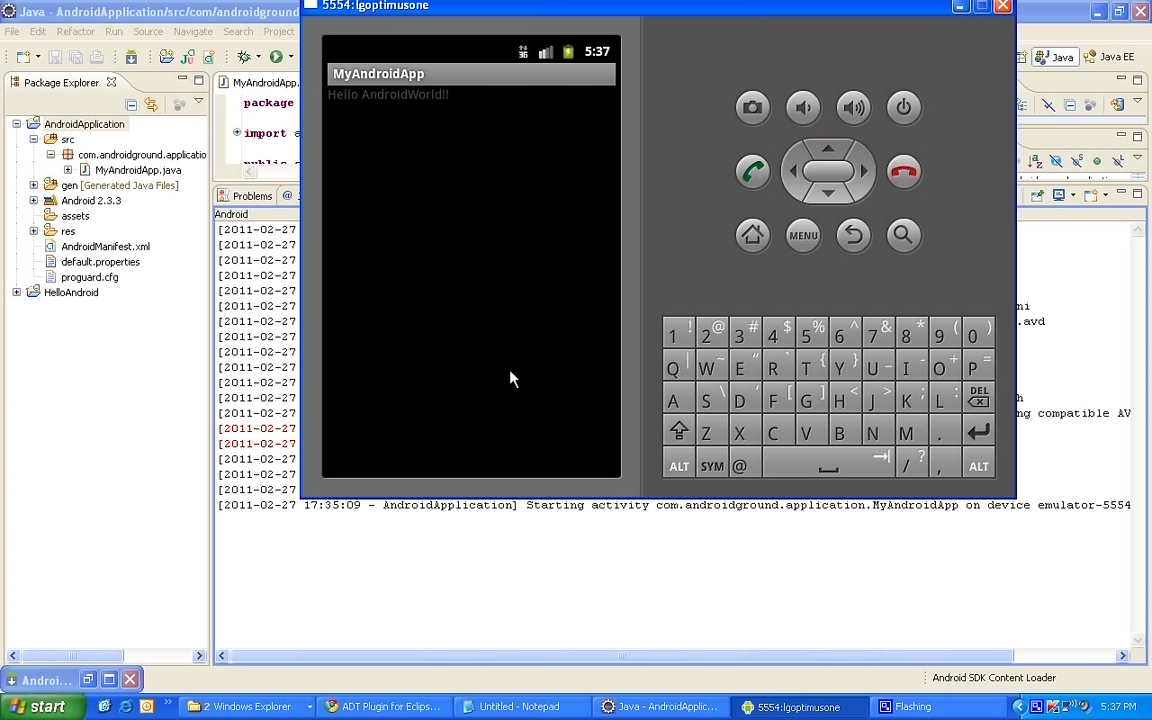 Java - AndroidApplication/src/com/androidground
5554:lgoptimusone
File Edit Refactor Run Source Navigate Search Project
Java
Java EE
Package Explorer
MyAndroidApp.
AndroidApplication
src
com.androidground.applicatio
MyAndroidApp.java
gen [Generated Java Files]
Android 2.3.3
assets
res
AndroidManifest.xml
default.properties
proguard.cfg
HelloAndroid
package
import a
public s
Problems
Android
[2011-02-27
[2011-02-27
[2011-02-27
[2011-02-27
[2011-02-27
[2011-02-27
ni
[2011-02-27
.avd
[2011-02-27
[2011-02-27
[2011-02-27
[2011-02-27
[2011-02-27
h
[2011-02-27
ng compatible AV
[2011-02-27
[2011-02-27
[2011-02-27
[2011-02-27
[2011-02-27
[2011-02-27 17:35:09 - AndroidApplication] Starting activity com.androidground.application.MyAndroidApp on device emulator-5554
3G 5:37
MyAndroidApp
Hello AndroidWorld!!
MENU
1 ! 2 @ 3 # 4 $ 5 % 6 ^ 7 & 8 * 9 ( 0 )
Q | W ~ E " R ` T { Y } U _ I - O + P =
A S \ D ' F [ G ] H < J > K ; L : DEL
Z X C V B N M .
ALT SYM @ / ? , ALT
Androi...
Android SDK Content Loader
start
2 Windows Explorer
ADT Plugin for Eclips...
Untitled - Notepad
Java - AndroidApplic...
5554:lgoptimusone
Flashing
5:37 PM